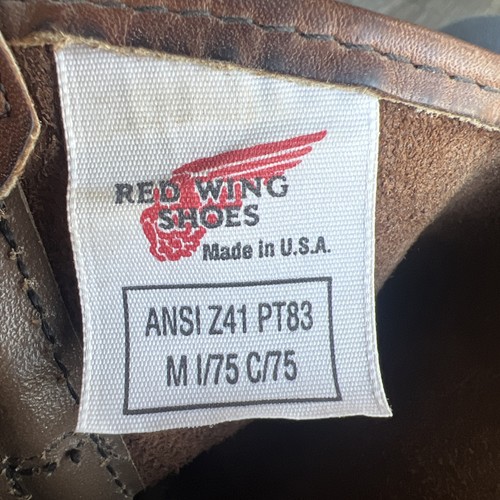 RED WING
SHOES
Made in U.S.A.
ANSI Z41 PT83
M I/75 C/75